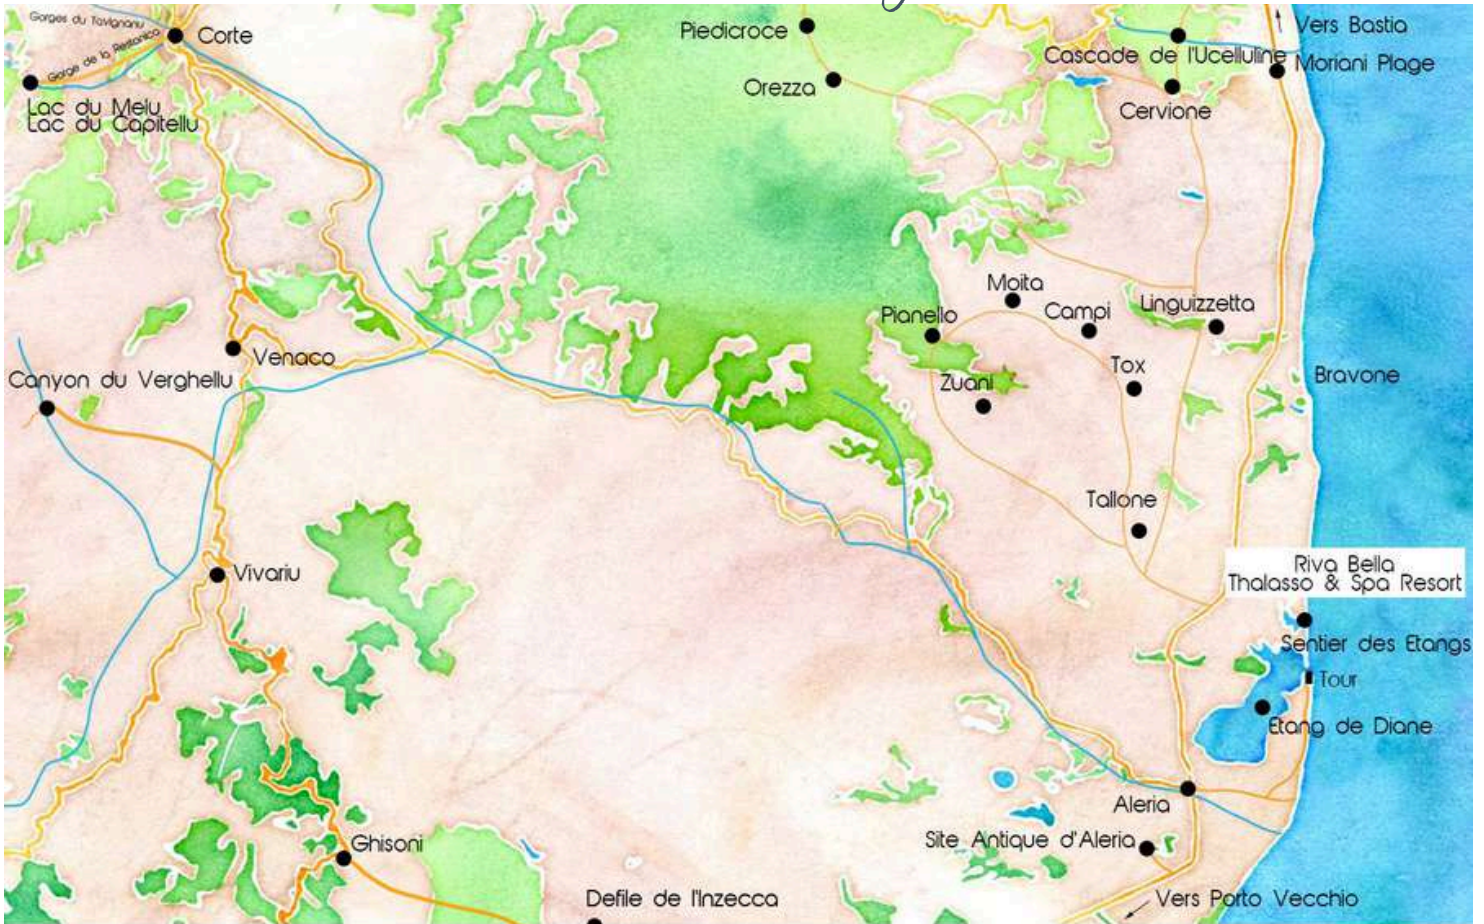 Gorges du Tavignanu
Corte
Piedicroce
Vers Bastia
Gorge de la Restonica
Cascade de l'Ucelluline
Moriani Plage
Orezza
Cervione
Lac du Melu
Lac du Capitellu
Moita
Linguizzetta
Campi
Pianello
Venaco
Tox
Canyon du Verghellu
Zuani
Bravone
Tallone
Riva Bella
Thalasso & Spa Resort
Vivariu
Sentier des Etangs
Tour
Etang de Diane
Aleria
Site Antique d'Aleria
Ghisoni
Defile de l'Inzecca
Vers Porto Vecchio